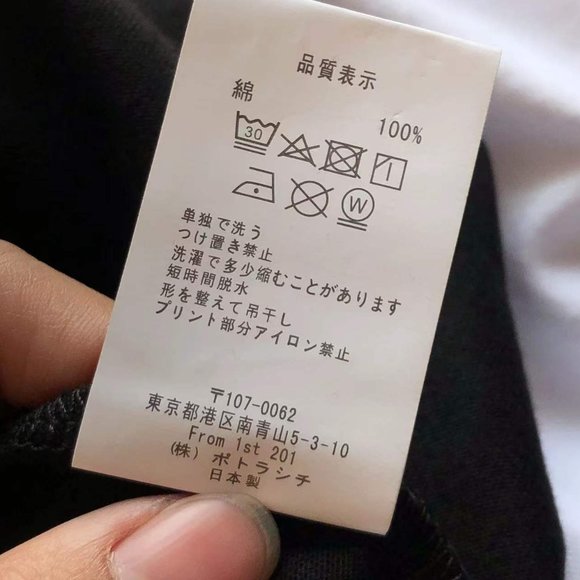 品質表示
綿 100%
30
W
単独で洗う
つけ置き禁止
洗濯で多少縮むことがあります
短時間脱水
形を整えて吊干し
プリント部分アイロン禁止
〒107-0062
東京都港区南青山5-3-10
From 1st 201
(株) ポトラシチ
日本製